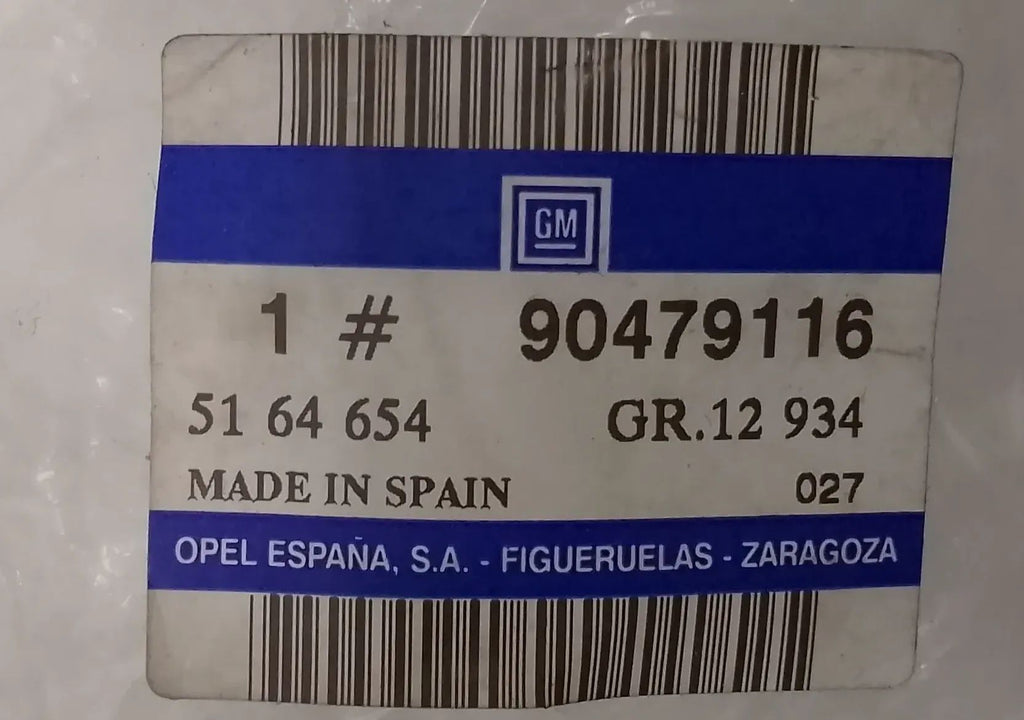 GM
1 # 90479116
51 64 654 GR.12 934
MADE IN SPAIN 027
OPEL ESPAÑA, S.A. - FIGUERUELAS - ZARAGOZA